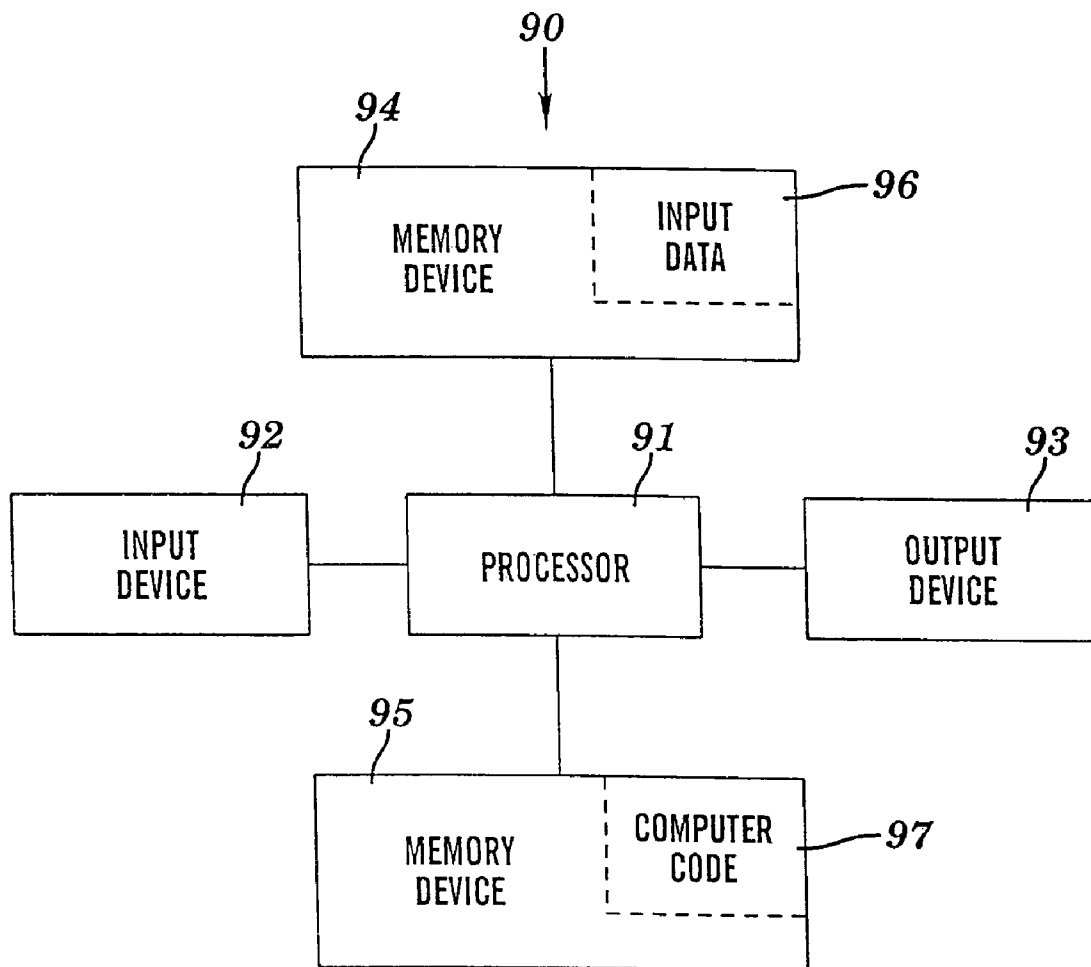 90
94
96
MEMORY
DEVICE
INPUT
DATA
92
91
93
INPUT
DEVICE
PROCESSOR
OUTPUT
DEVICE
95
97
MEMORY
DEVICE
COMPUTER
CODE